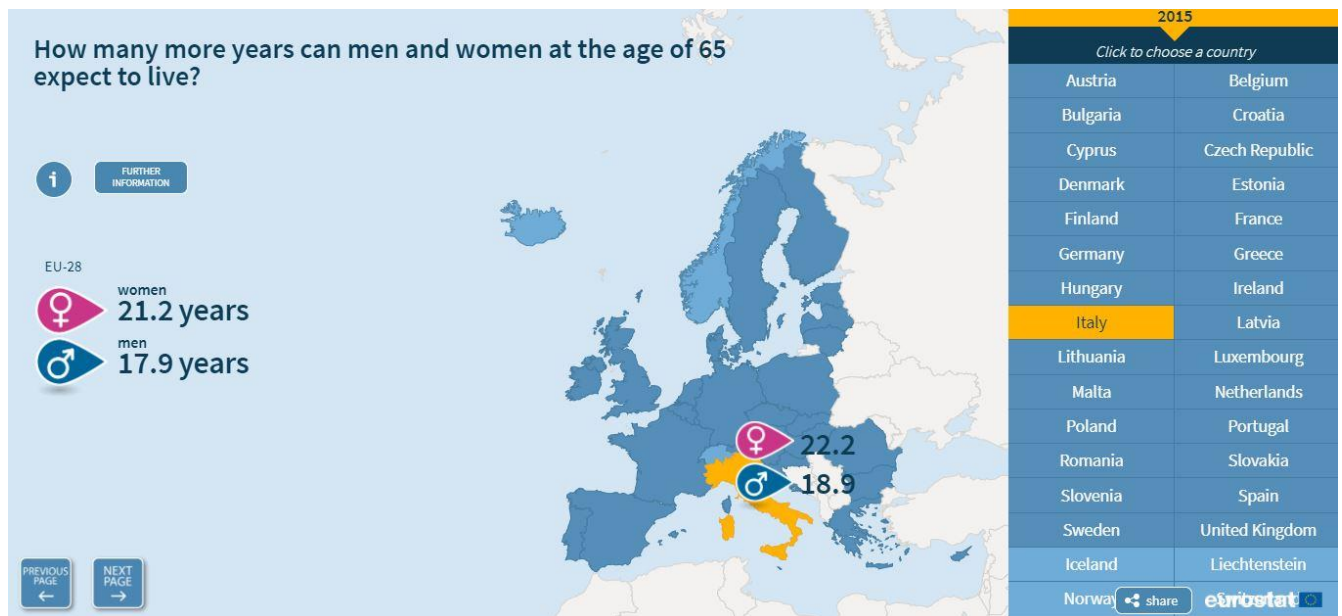 How many more years can men and women at the age of 65
expect to live?
i
FURTHER
INFORMATION
EU-28
women
21.2 years
men
17.9 years
22.2
18.9
PREVIOUS
PAGE
←
NEXT
PAGE
→
2015
Click to choose a country
Austria Belgium
Bulgaria Croatia
Cyprus Czech Republic
Denmark Estonia
Finland France
Germany Greece
Hungary Ireland
Italy Latvia
Lithuania Luxembourg
Malta Netherlands
Poland Portugal
Romania Slovakia
Slovenia Spain
Sweden United Kingdom
Iceland Liechtenstein
Norway
share
eurostat